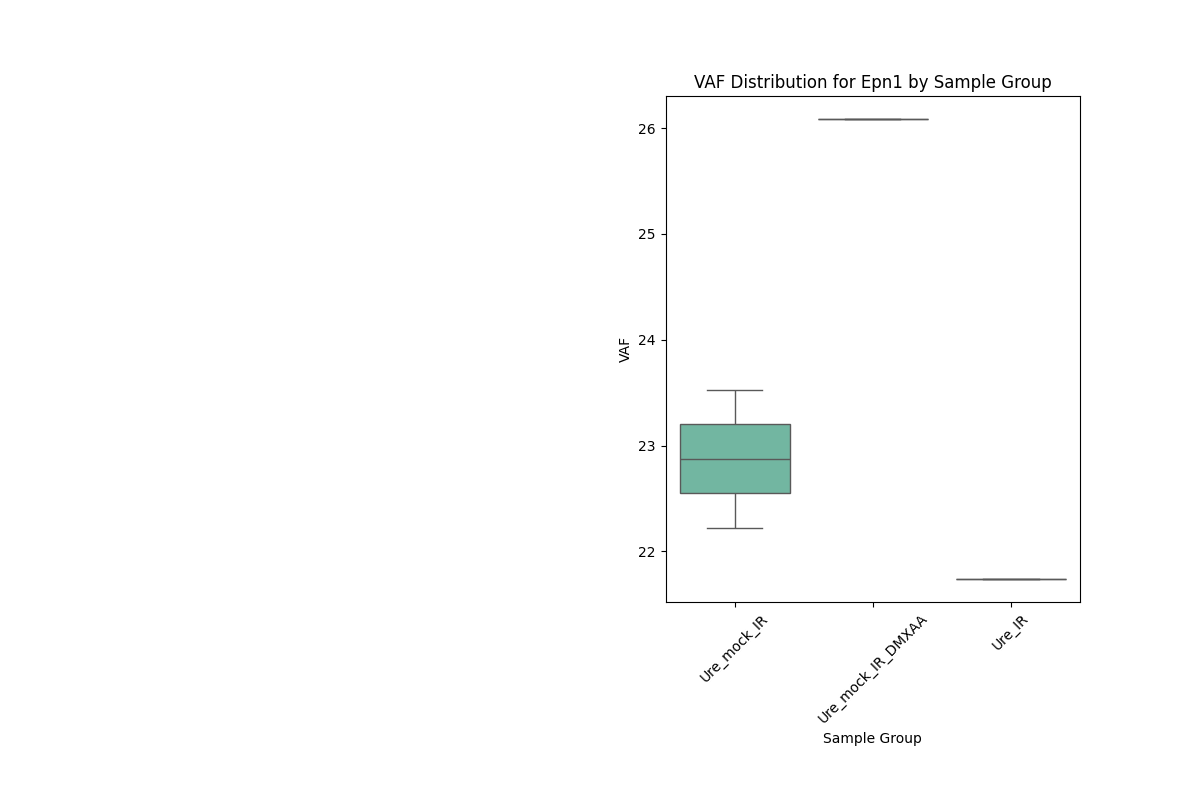 VAF Distribution for Epn1 by Sample Group
VAF
26
25
24
23
22
Ure_mock_IR
Ure_mock_IR_DMXAA
Ure_IR
Sample Group